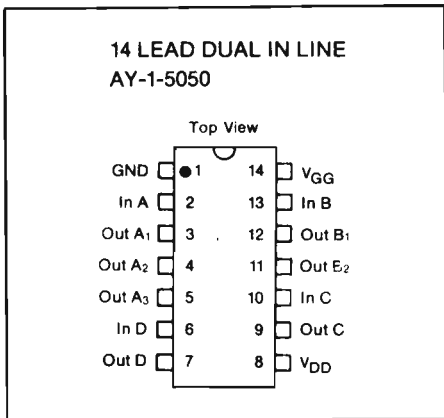 14 LEAD DUAL IN LINE
AY-1-5050
Top View
GND 1 14 VGG
In A 2 13 In B
Out A1 3 12 Out B1
Out A2 4 11 Out B2
Out A3 5 10 In C
In D 6 9 Out C
Out D 7 8 VDD